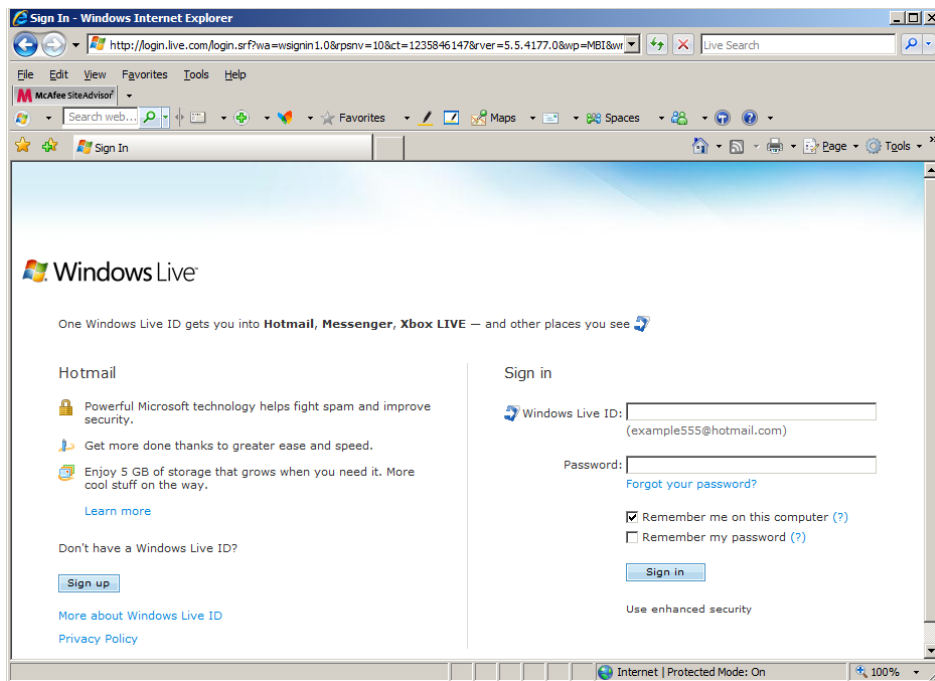 Sign In - Windows Internet Explorer
http://login.live.com/login.srf?wa=wsignin1.0&rpsnv=10&ct=1235846147&rver=5.5.4177.0&wp=MBI&wr
Live Search
File Edit View Favorites Tools Help
McAfee SiteAdvisor
Search web... Favorites Maps Spaces
Sign In Page Tools
Windows Live
One Windows Live ID gets you into Hotmail, Messenger, Xbox LIVE — and other places you see
Hotmail
Powerful Microsoft technology helps fight spam and improve
security.
Get more done thanks to greater ease and speed.
Enjoy 5 GB of storage that grows when you need it. More
cool stuff on the way.
Learn more
Don't have a Windows Live ID?
Sign up
More about Windows Live ID
Privacy Policy
Sign in
Windows Live ID:
(example555@hotmail.com)
Password:
Forgot your password?
Remember me on this computer (?)
Remember my password (?)
Sign in
Use enhanced security
Internet | Protected Mode: On 100%